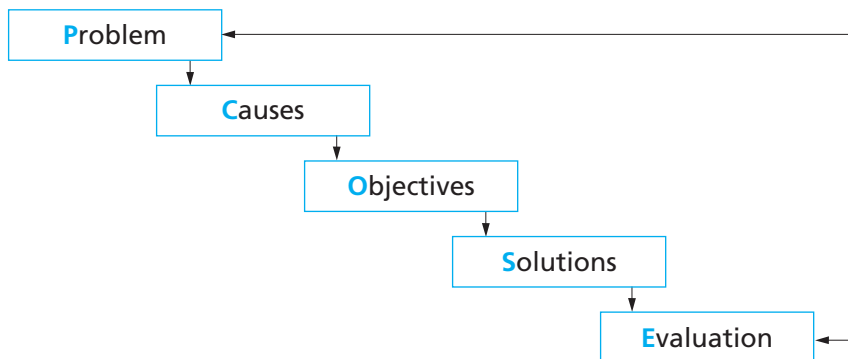 Problem
Causes
Objectives
Solutions
Evaluation